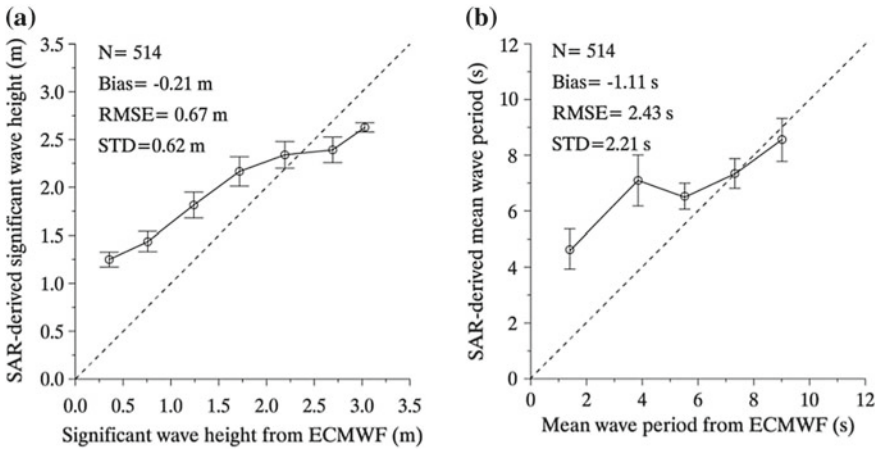 (a)
3.5
3.0
2.5
2.0
1.5
1.0
0.5
0.0
SAR-derived significant wave height (m)
N= 514
Bias= -0.21 m
RMSE= 0.67 m
STD=0.62 m
0.0 0.5 1.0 1.5 2.0 2.5 3.0 3.5
Significant wave height from ECMWF (m)
(b)
12
10
8
6
4
2
0
SAR-derived mean wave period (s)
N= 514
Bias= -1.11 s
RMSE= 2.43 s
STD=2.21 s
0 2 4 6 8 10 12
Mean wave period from ECMWF (s)